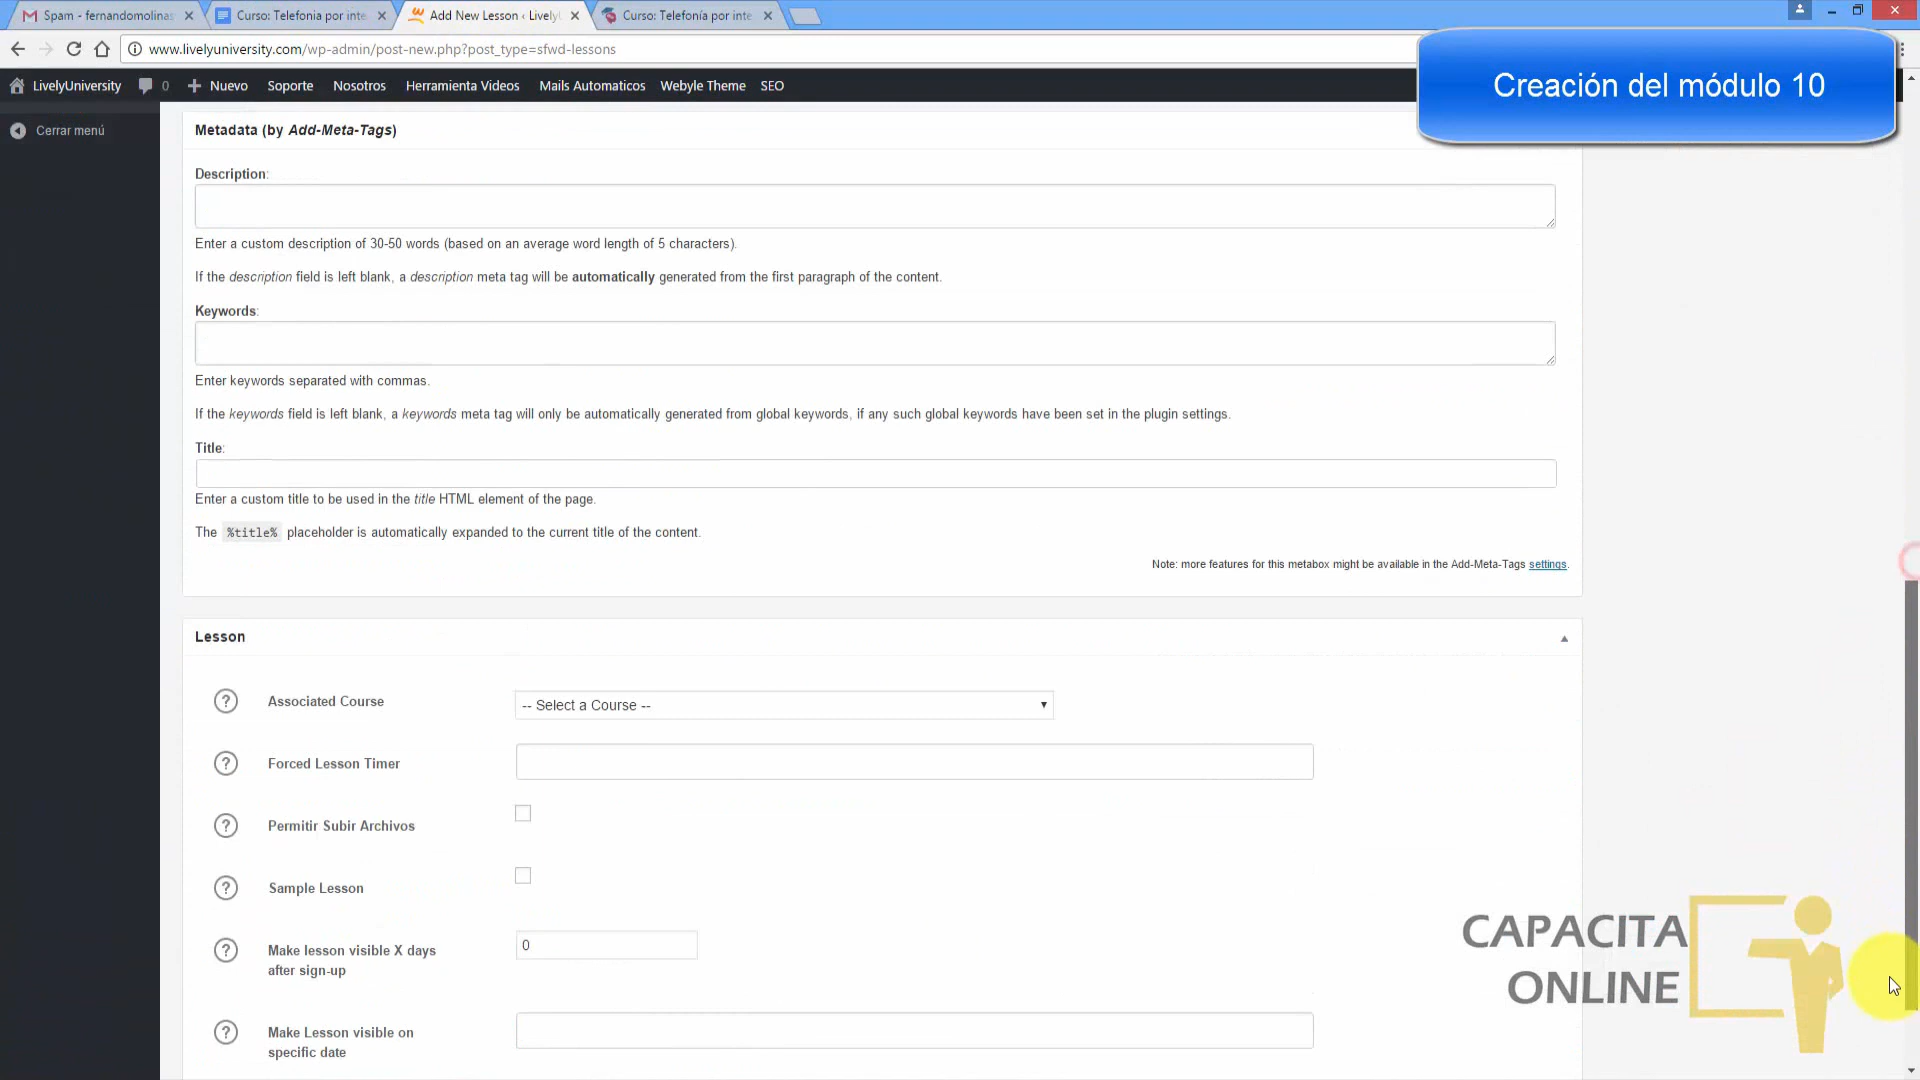 Spam - fernandomolinas
Curso: Telefonia por inte
Add New Lesson ‹ Lively
Curso: Telefonía por inte
www.livelyuniversity.com/wp-admin/post-new.php?post_type=sfwd-lessons
LivelyUniversity 0 Nuevo Soporte Nosotros Herramienta Videos Mails Automaticos Webyle Theme SEO
Creación del módulo 10
Cerrar menú
Metadata (by Add-Meta-Tags)
Description:
Enter a custom description of 30-50 words (based on an average word length of 5 characters).
If the description field is left blank, a description meta tag will be automatically generated from the first paragraph of the content.
Keywords:
Enter keywords separated with commas.
If the keywords field is left blank, a keywords meta tag will only be automatically generated from global keywords, if any such global keywords have been set in the plugin settings.
Title:
Enter a custom title to be used in the title HTML element of the page.
The %title% placeholder is automatically expanded to the current title of the content.
Note: more features for this metabox might be available in the Add-Meta-Tags settings.
Lesson
? Associated Course -- Select a Course --
? Forced Lesson Timer
? Permitir Subir Archivos
? Sample Lesson
? Make lesson visible X days 0
after sign-up
? Make Lesson visible on
specific date
CAPACITA
ONLINE